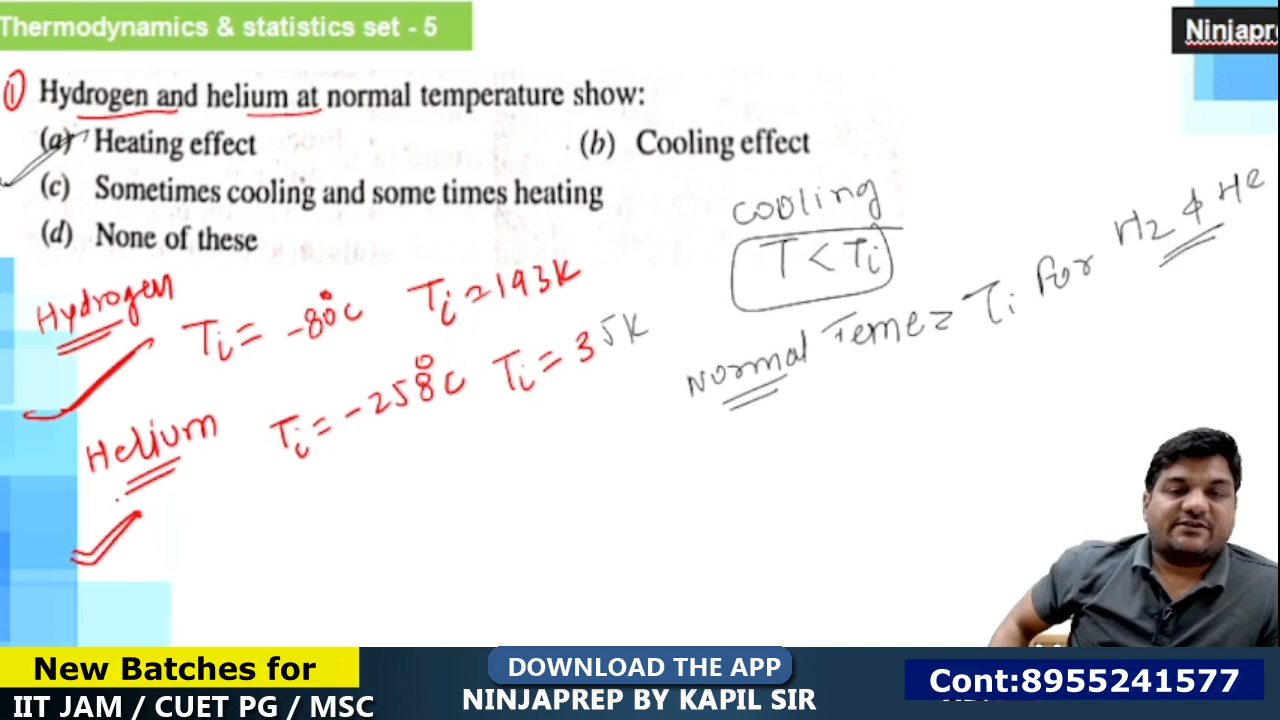 Thermodynamics & statistics set - 5
Ninjapr
① Hydrogen and helium at normal temperature show:
(a) Heating effect
(b) Cooling effect
(c) Sometimes cooling and some times heating
(d) None of these
cooling
T < Ti
Normal Teme > Ti for H2 & He
Hydrogen
Ti = -80°C Ti = 193K
Helium
Ti = -258°C Ti = 35K
New Batches for
IIT JAM / CUET PG / MSC
DOWNLOAD THE APP
NINJAPREP BY KAPIL SIR
Cont:8955241577